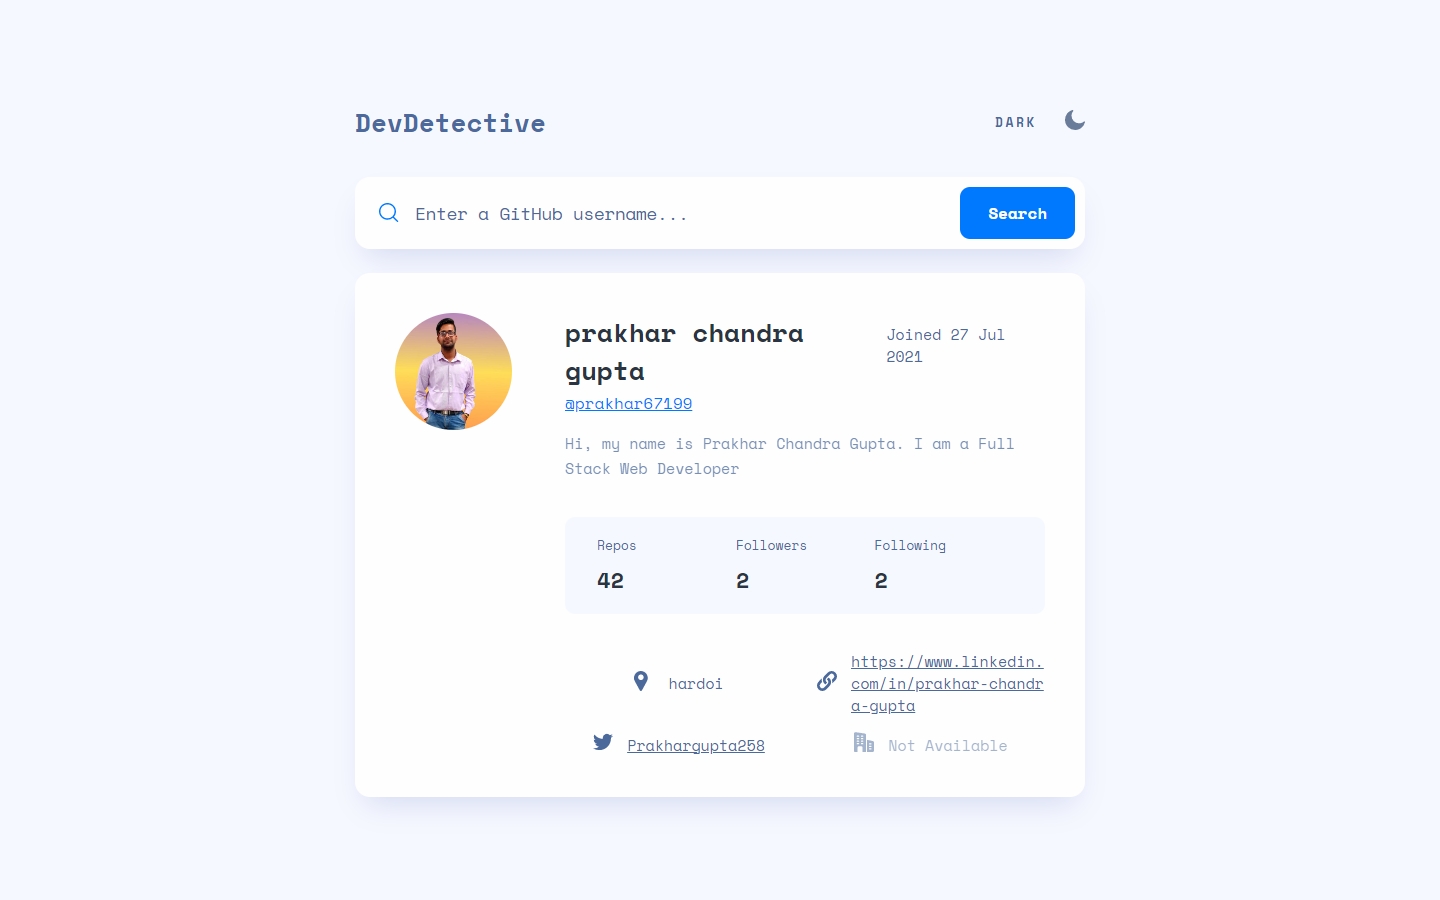 DevDetective
DARK
Enter a GitHub username...
Search
prakhar chandra
gupta
Joined 27 Jul
2021
@prakhar67199
Hi, my name is Prakhar Chandra Gupta. I am a Full
Stack Web Developer
Repos
Followers
Following
42
2
2
hardoi
https://www.linkedin.
com/in/prakhar-chandr
a-gupta
Prakhargupta258
Not Available